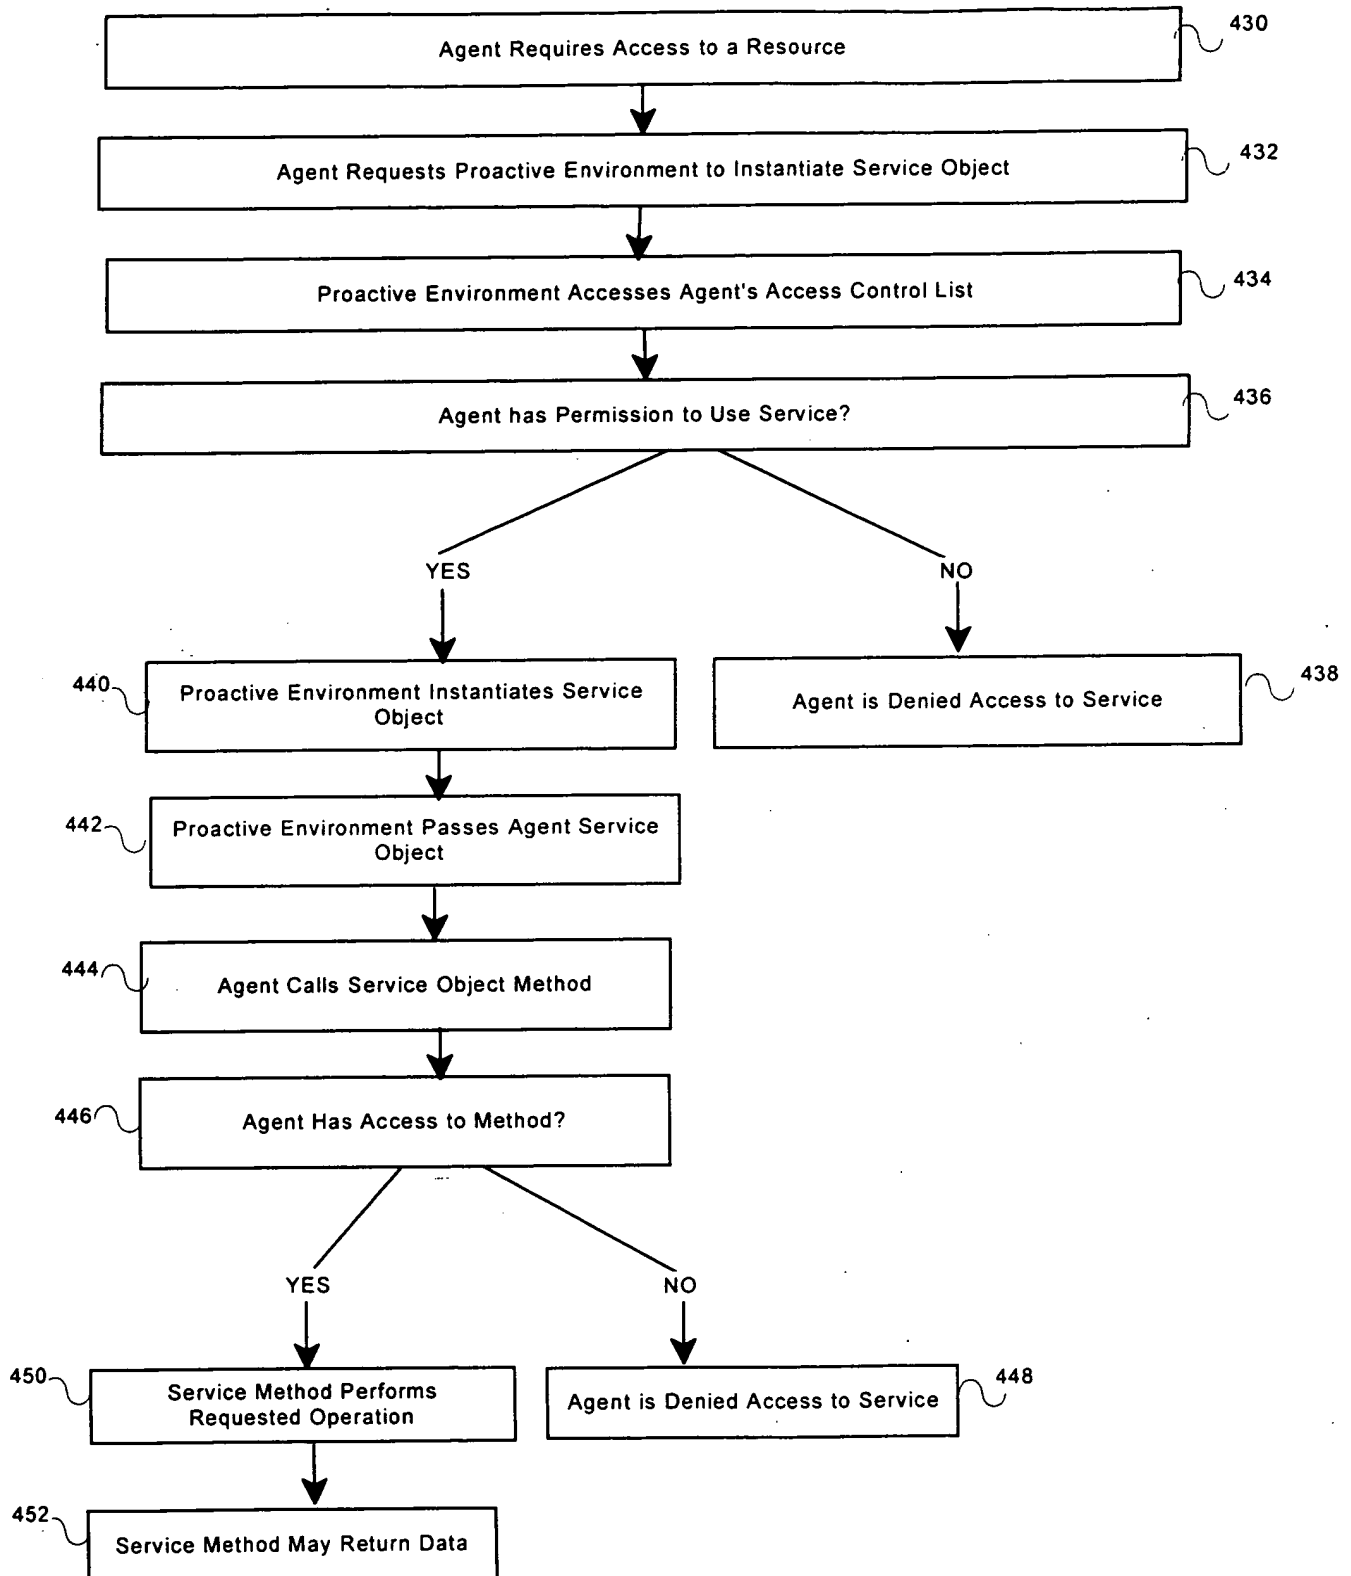 Agent Requires Access to a Resource
430
Agent Requests Proactive Environment to Instantiate Service Object
432
Proactive Environment Accesses Agent's Access Control List
434
Agent has Permission to Use Service?
436
YES
NO
440
Proactive Environment Instantiates Service
Object
Agent is Denied Access to Service
438
442
Proactive Environment Passes Agent Service
Object
444
Agent Calls Service Object Method
446
Agent Has Access to Method?
YES
NO
450
Service Method Performs
Requested Operation
Agent is Denied Access to Service
448
452
Service Method May Return Data